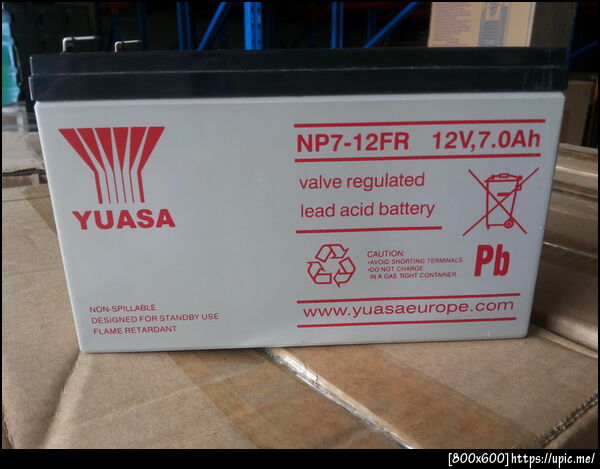 YUASA
NP7-12FR 12V,7.0Ah
valve regulated
lead acid battery
CAUTION:
•AVOID SHORTING TERMINALS
•DO NOT CHARGE
IN A GAS TIGHT CONTAINER
Pb
NON-SPILLABLE
DESIGNED FOR STANDBY USE
FLAME RETARDANT
www.yuasaeurope.com
[800x600]https://upic.me/